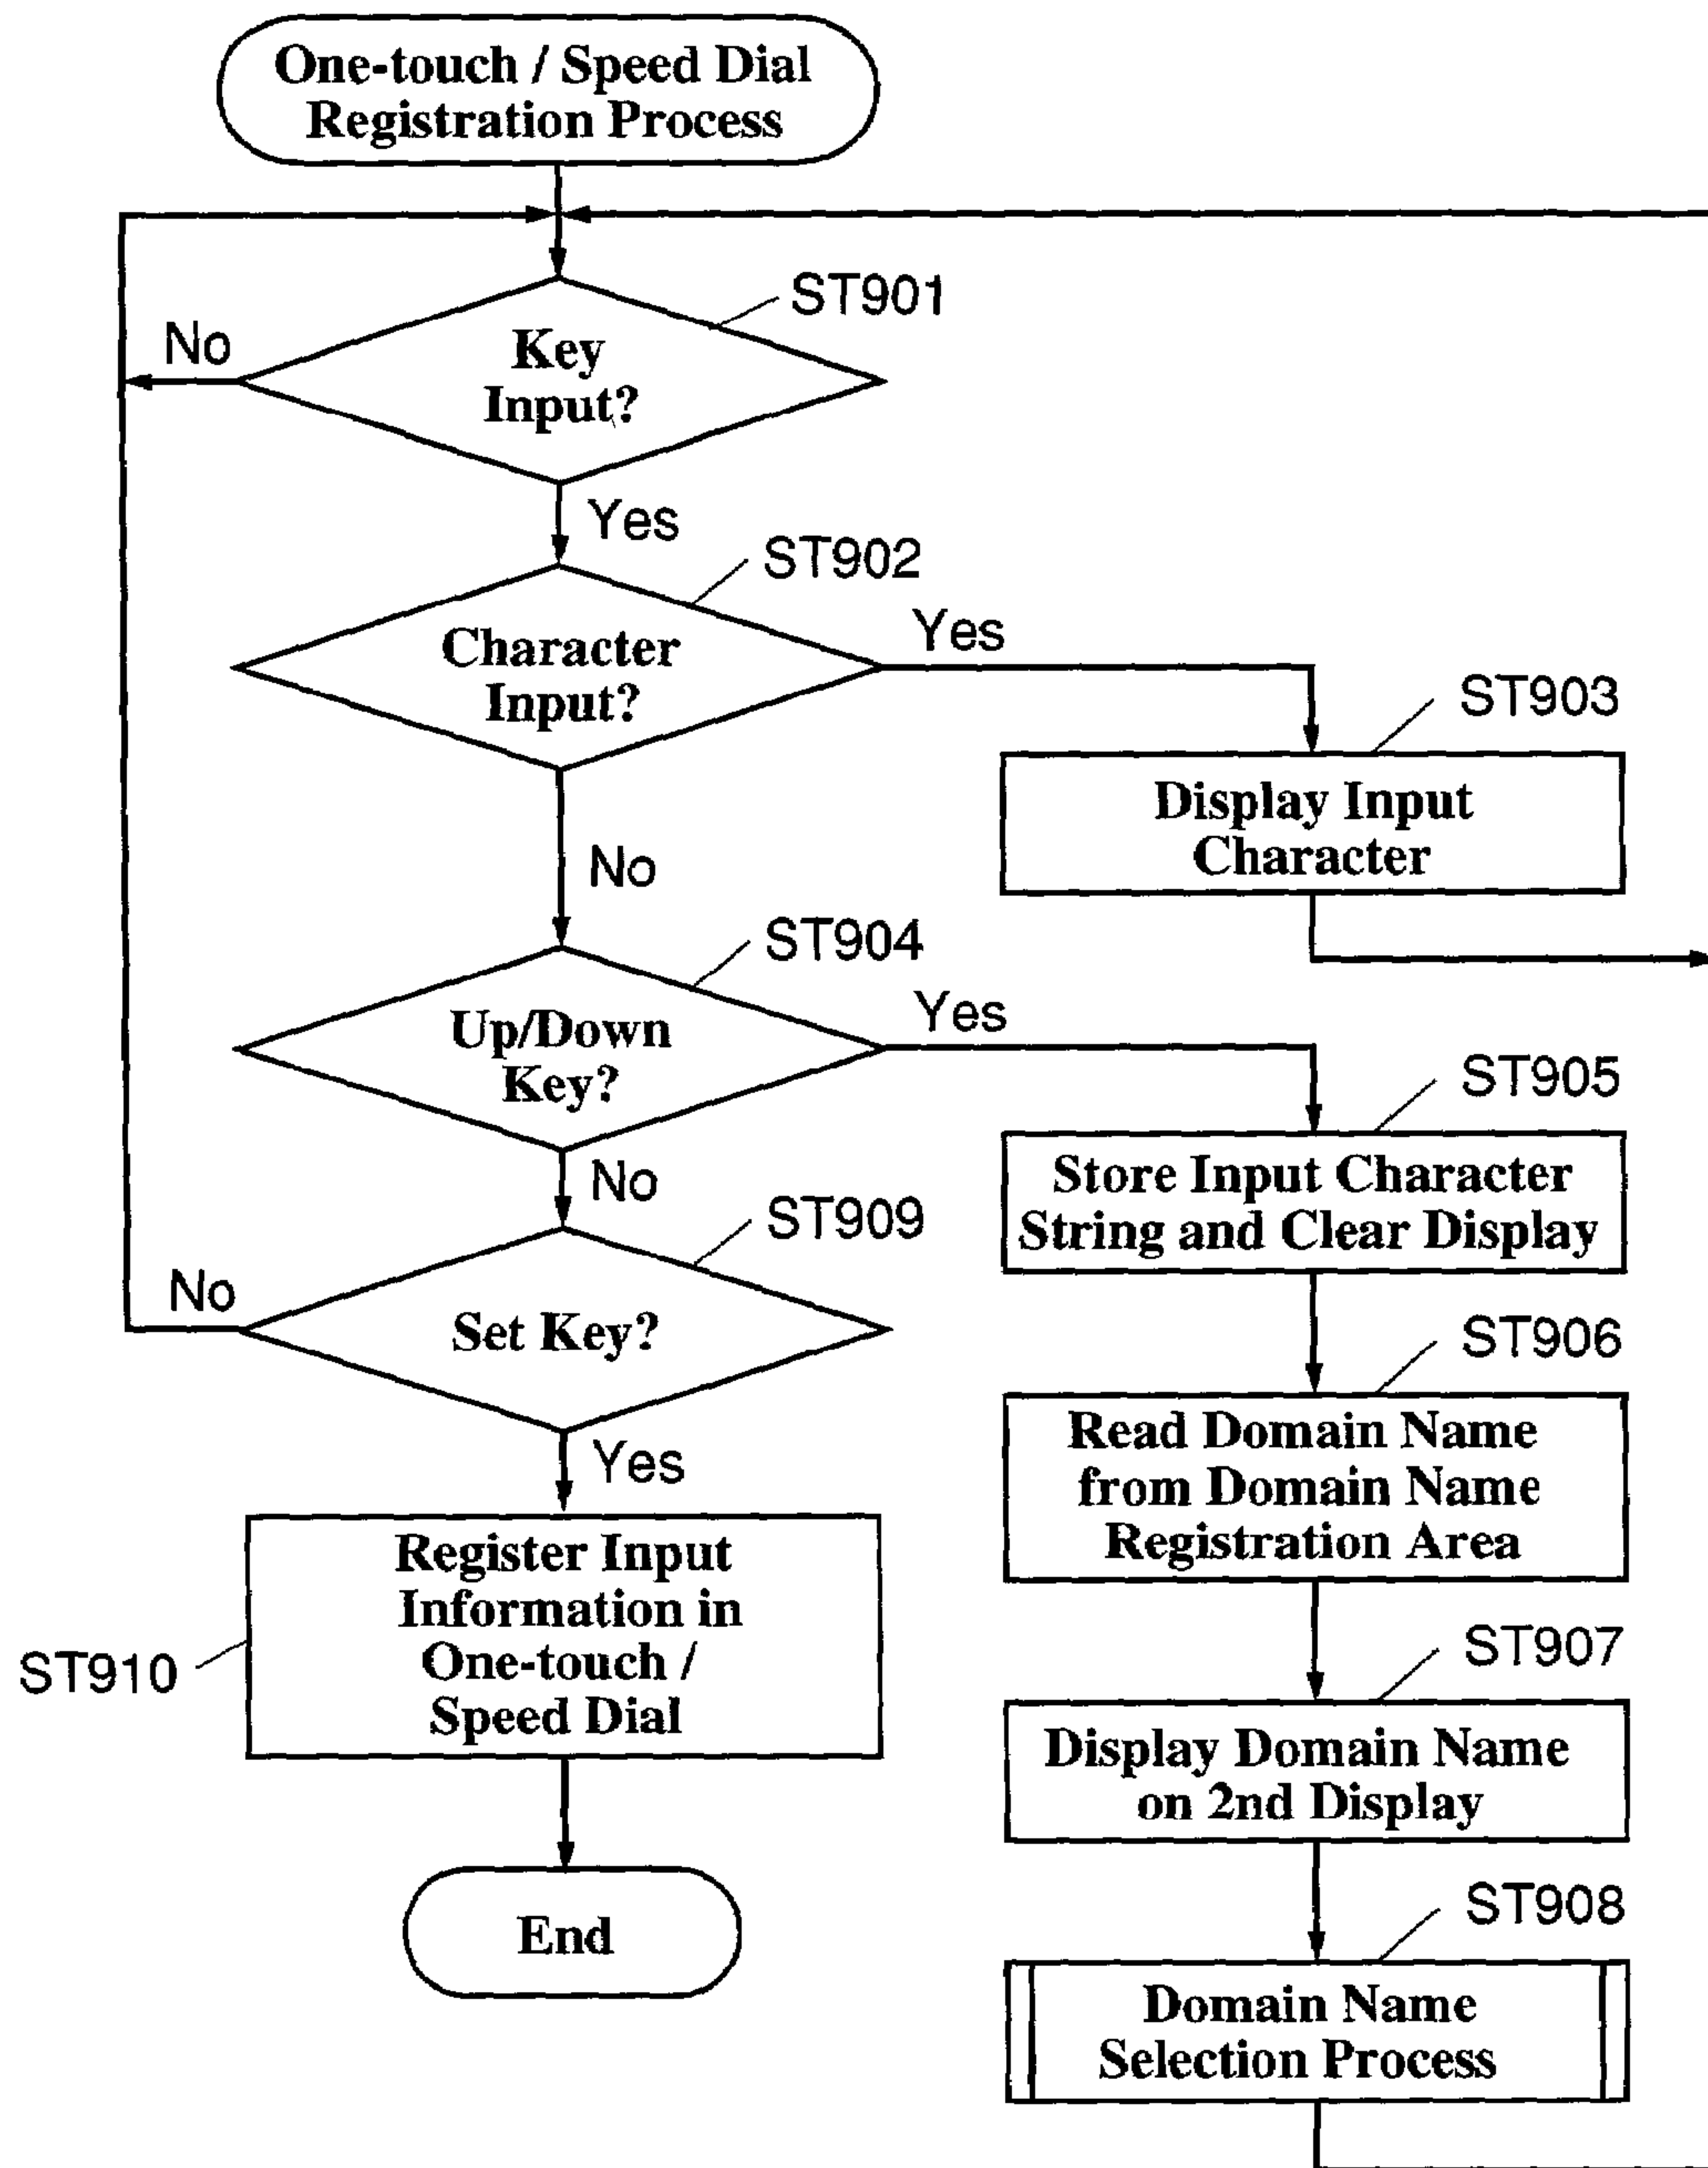 One-touch / Speed Dial
Registration Process
ST901
No
Key
Input?
Yes
ST902
Character
Input?
Yes
ST903
Display Input
Character
No
ST904
Up/Down
Key?
Yes
ST905
Store Input Character
String and Clear Display
No
ST909
No
Set Key?
ST906
Read Domain Name
from Domain Name
Registration Area
Yes
Register Input
Information in
One-touch /
Speed Dial
ST910
ST907
Display Domain Name
on 2nd Display
End
ST908
Domain Name
Selection Process